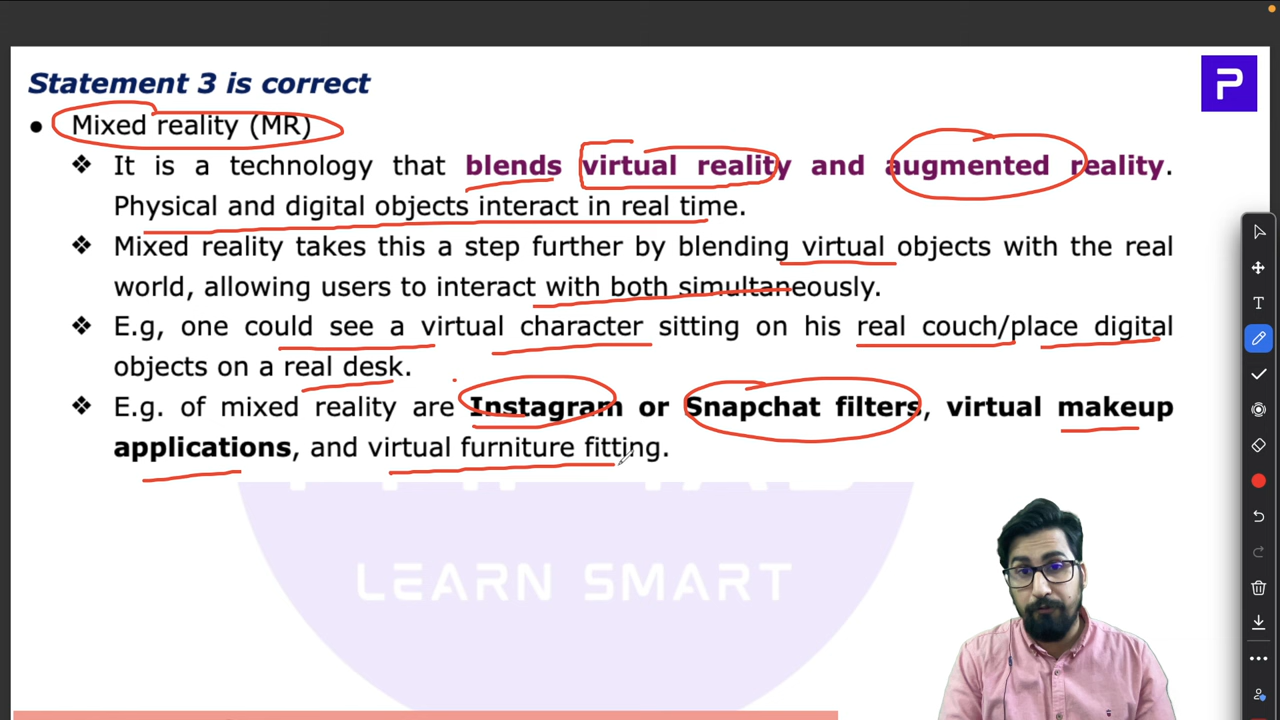 Statement 3 is correct
P
● Mixed reality (MR)
❖ It is a technology that blends virtual reality and augmented reality.
Physical and digital objects interact in real time.
❖ Mixed reality takes this a step further by blending virtual objects with the real
world, allowing users to interact with both simultaneously.
❖ E.g, one could see a virtual character sitting on his real couch/place digital
objects on a real desk.
❖ E.g. of mixed reality are Instagram or Snapchat filters, virtual makeup
applications, and virtual furniture fitting.
LEARN SMART